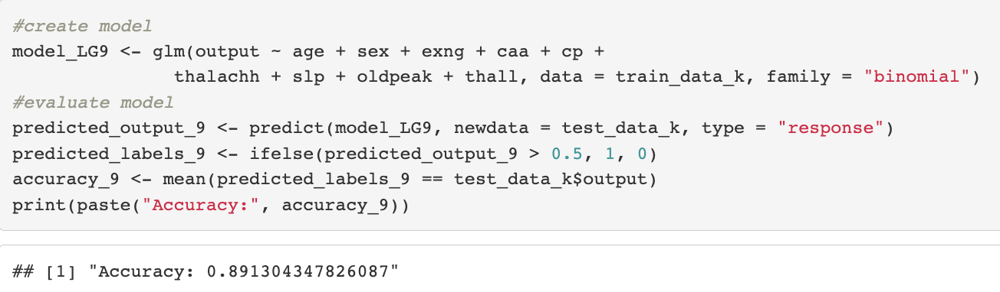 #create model
model_LG9 <- glm(output ~ age + sex + exng + caa + cp +
                thalachh + slp + oldpeak + thall, data = train_data_k, family = "binomial")
#evaluate model
predicted_output_9 <- predict(model_LG9, newdata = test_data_k, type = "response")
predicted_labels_9 <- ifelse(predicted_output_9 > 0.5, 1, 0)
accuracy_9 <- mean(predicted_labels_9 == test_data_k$output)
print(paste("Accuracy:", accuracy_9))
## [1] "Accuracy: 0.891304347826087"